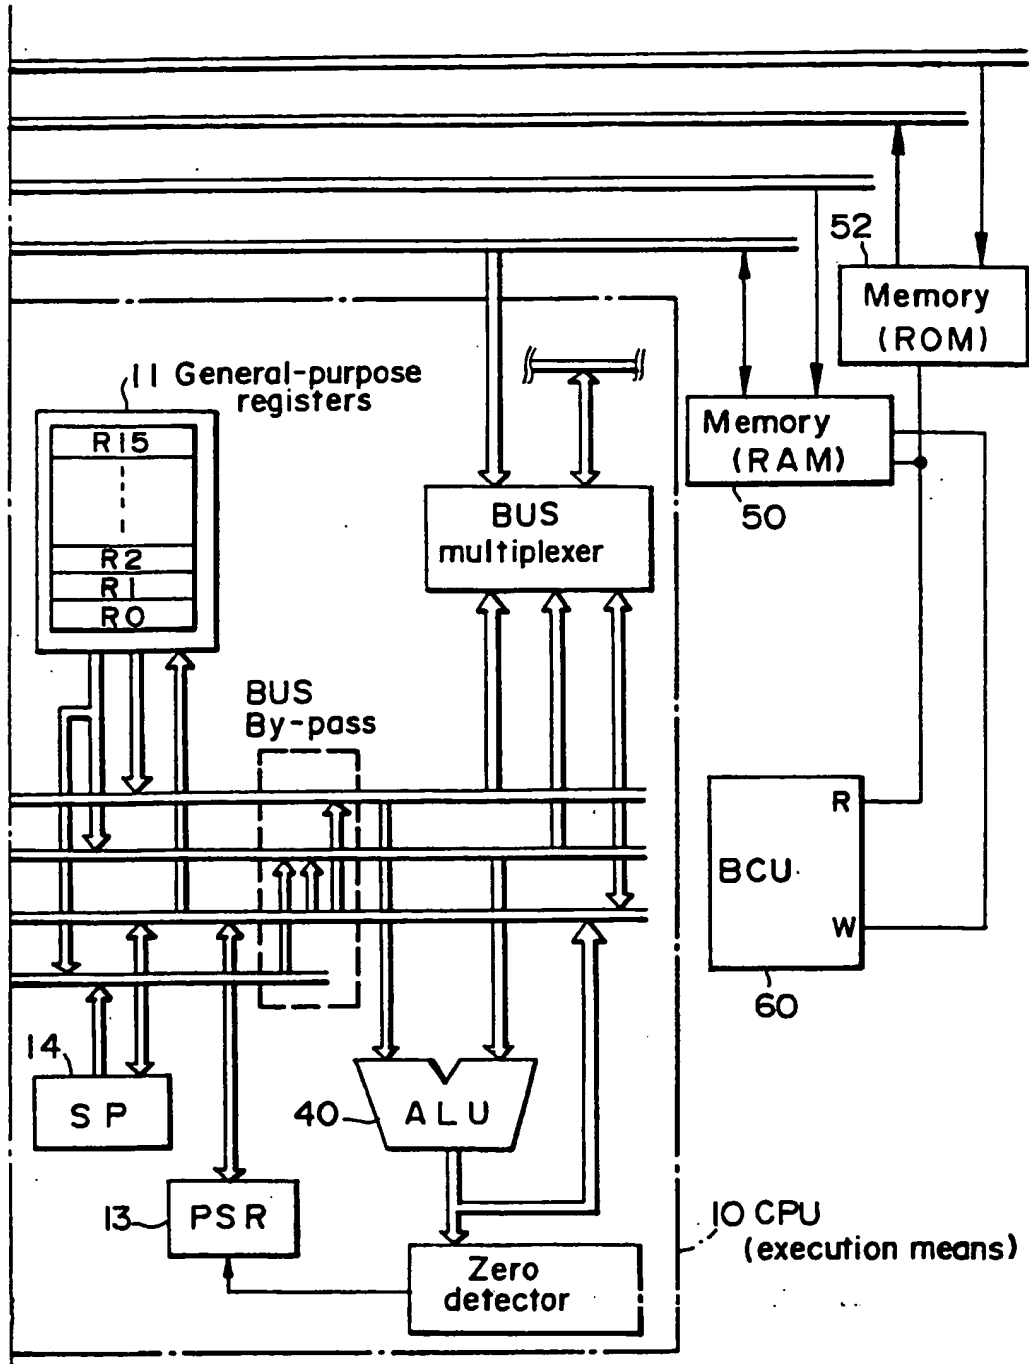 52
Memory
(ROM)
11 General-purpose
registers
R15
R2
R1
R0
Memory
(RAM)
50
BUS
multiplexer
BUS
By-pass
R
BCU
W
60
14
SP
40
ALU
13
PSR
10 CPU
(execution means)
Zero
detector